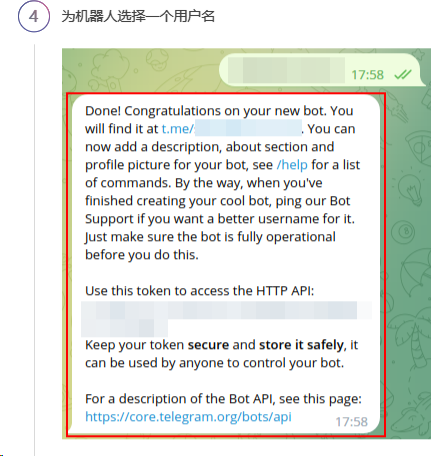 4 为机器人选择一个用户名
17:58
Done! Congratulations on your new bot. You
will find it at t.me/ . You can
now add a description, about section and
profile picture for your bot, see /help for a list
of commands. By the way, when you've
finished creating your cool bot, ping our Bot
Support if you want a better username for it.
Just make sure the bot is fully operational
before you do this.
Use this token to access the HTTP API:
Keep your token secure and store it safely, it
can be used by anyone to control your bot.
For a description of the Bot API, see this page:
https://core.telegram.org/bots/api
17:58